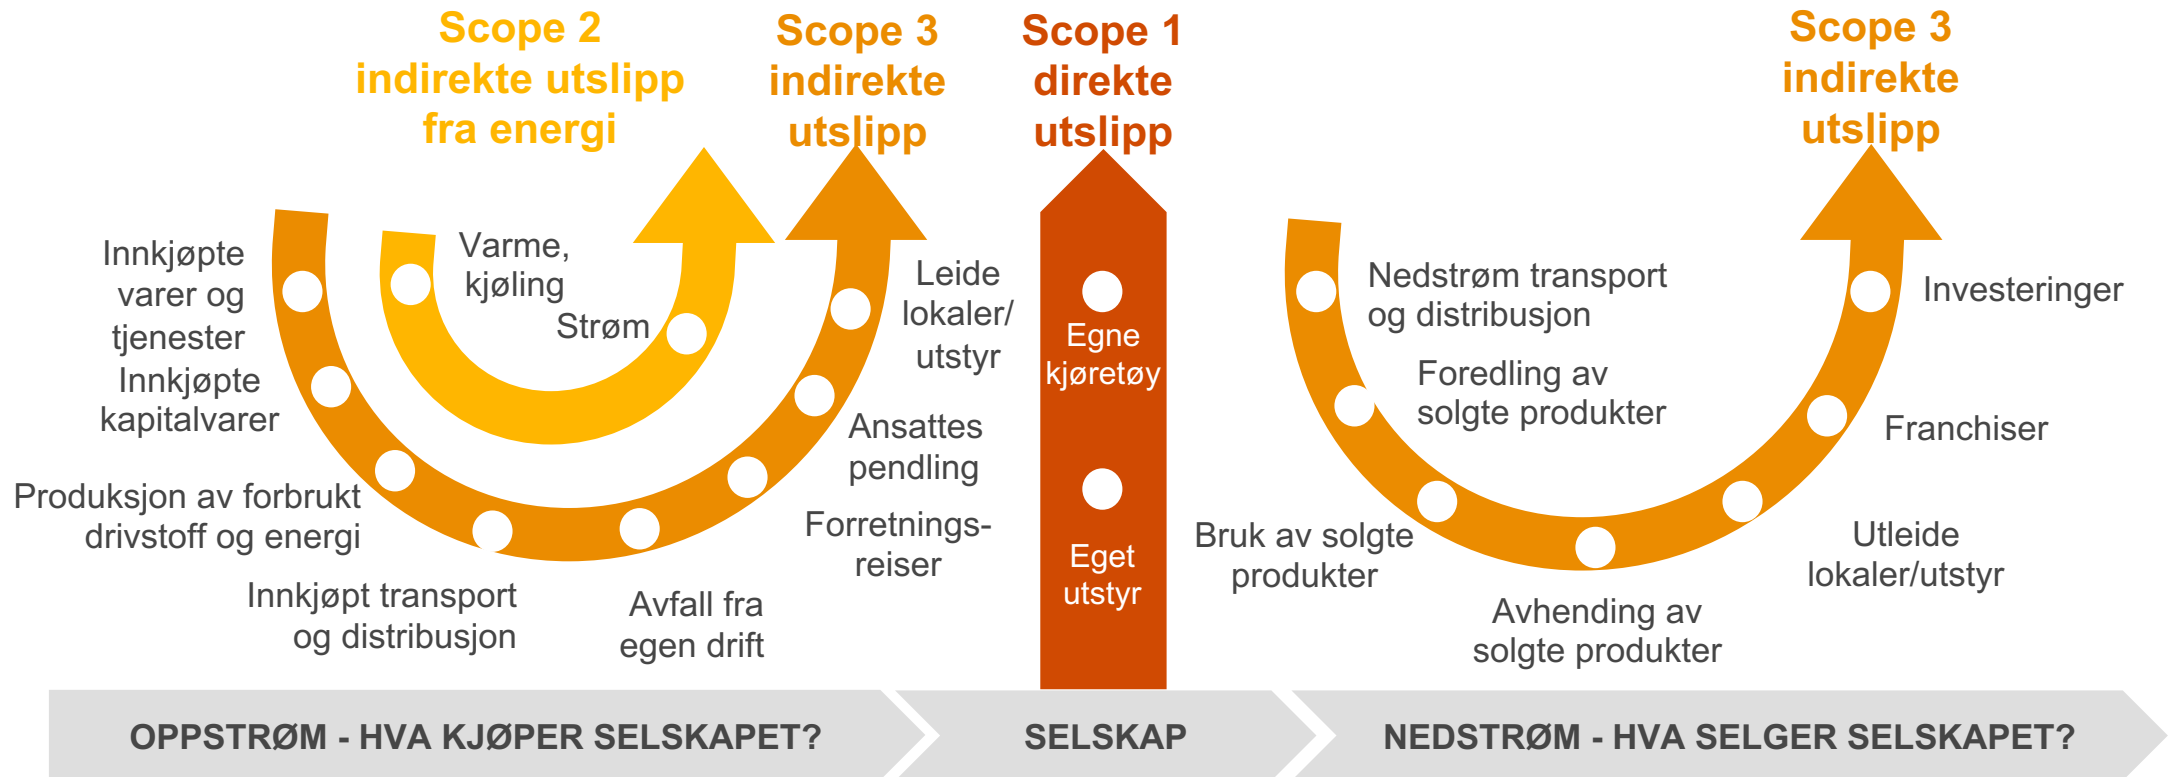 Scope 2
indirekte utslipp
fra energi
Scope 3
indirekte
utslipp
Scope 1
direkte
utslipp
Scope 3
indirekte
utslipp
Innkjøpte
varer og
tjenester
Innkjøpte
kapitalvarer
Produksjon av forbrukt
drivstoff og energi
Innkjøpt transport
og distribusjon
Avfall fra
egen drift
Forretnings-
reiser
Ansattes
pendling
Leide
lokaler/
utstyr
Varme,
kjøling
Strøm
Egne
kjøretøy
Eget
utstyr
Nedstrøm transport
og distribusjon
Foredling av
solgte produkter
Bruk av solgte
produkter
Avhending av
solgte produkter
Utleide
lokaler/utstyr
Franchiser
Investeringer
OPPSTRØM - HVA KJØPER SELSKAPET?
SELSKAP
NEDSTRØM - HVA SELGER SELSKAPET?